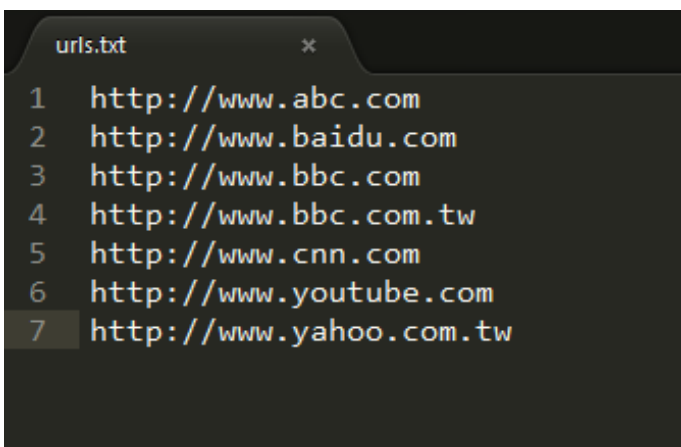 urls.txt ×
1 http://www.abc.com
2 http://www.baidu.com
3 http://www.bbc.com
4 http://www.bbc.com.tw
5 http://www.cnn.com
6 http://www.youtube.com
7 http://www.yahoo.com.tw